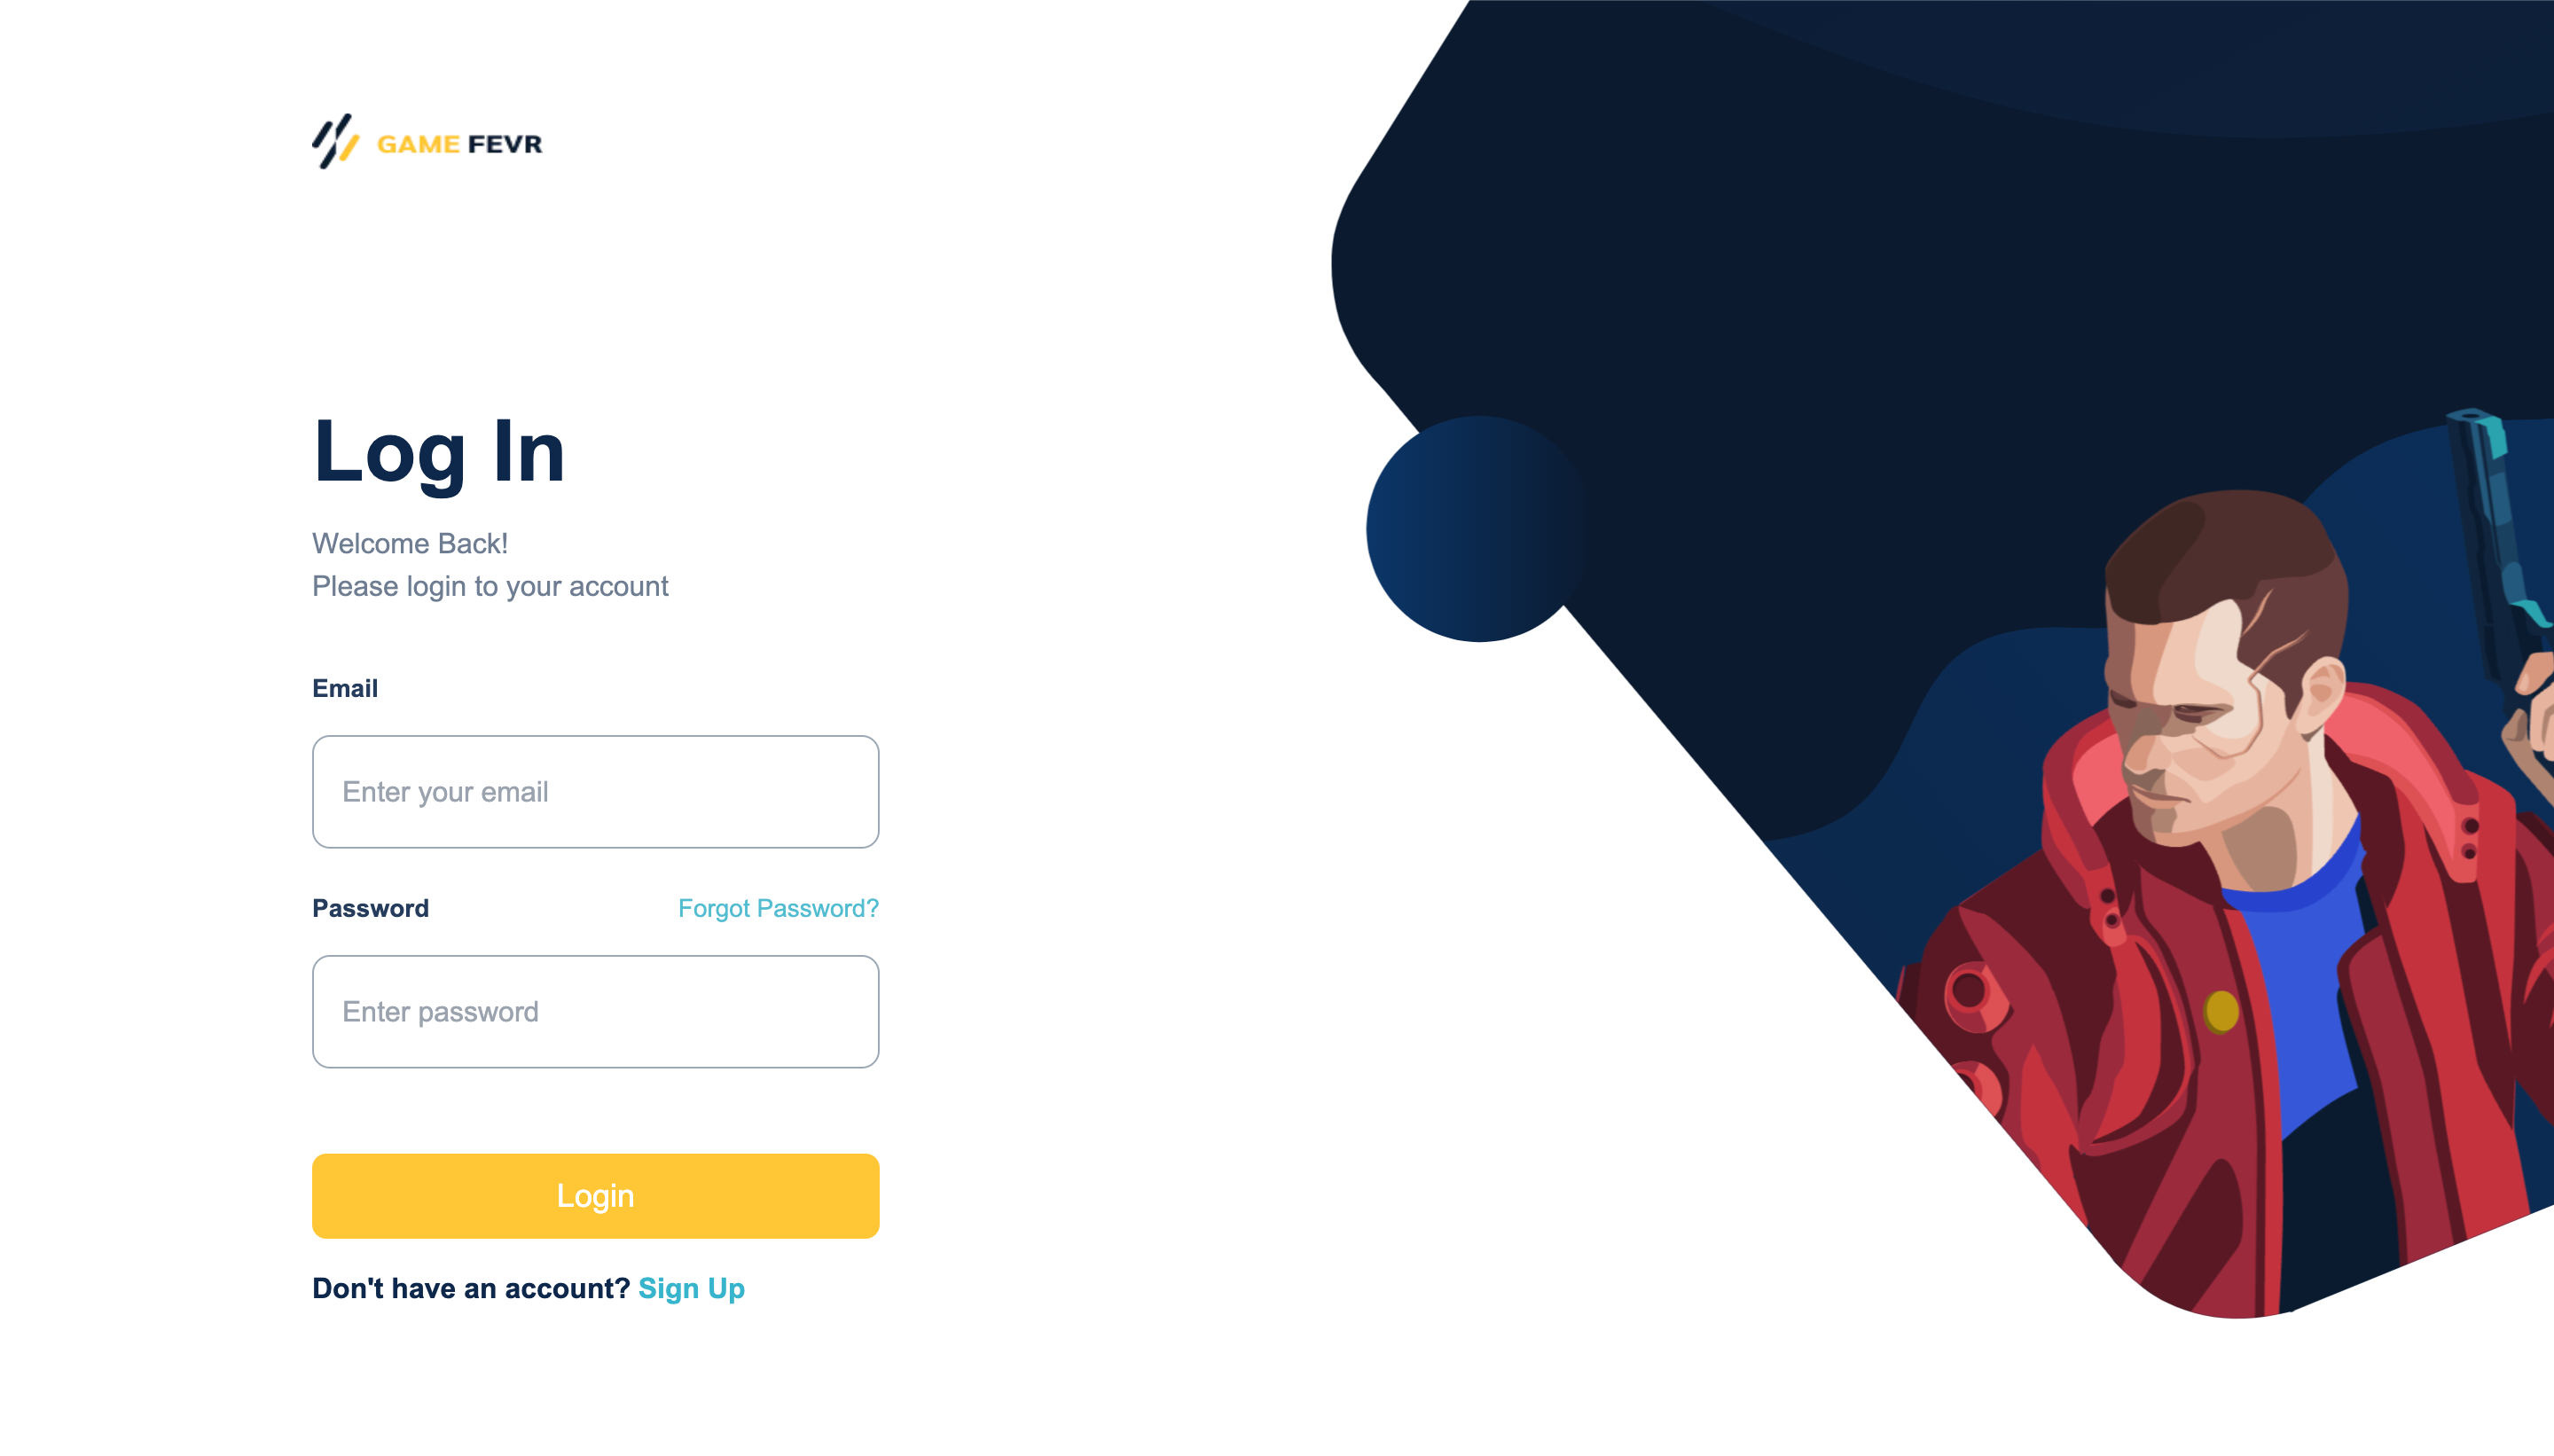 GAME FEVR
Log In
Welcome Back!
Please login to your account
Email
Enter your email
Password
Forgot Password?
Enter password
Login
Don't have an account? Sign Up